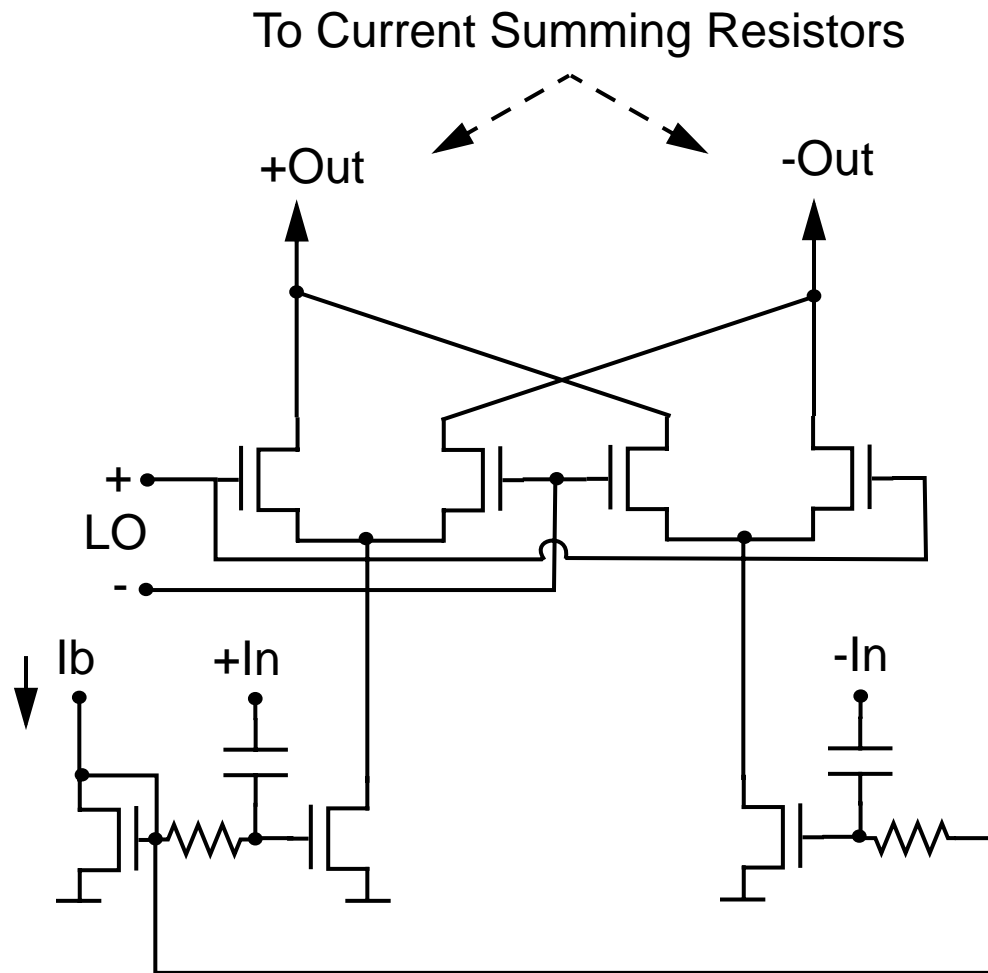 To Current Summing Resistors
+Out
-Out
+
LO
-
Ib
+In
-In